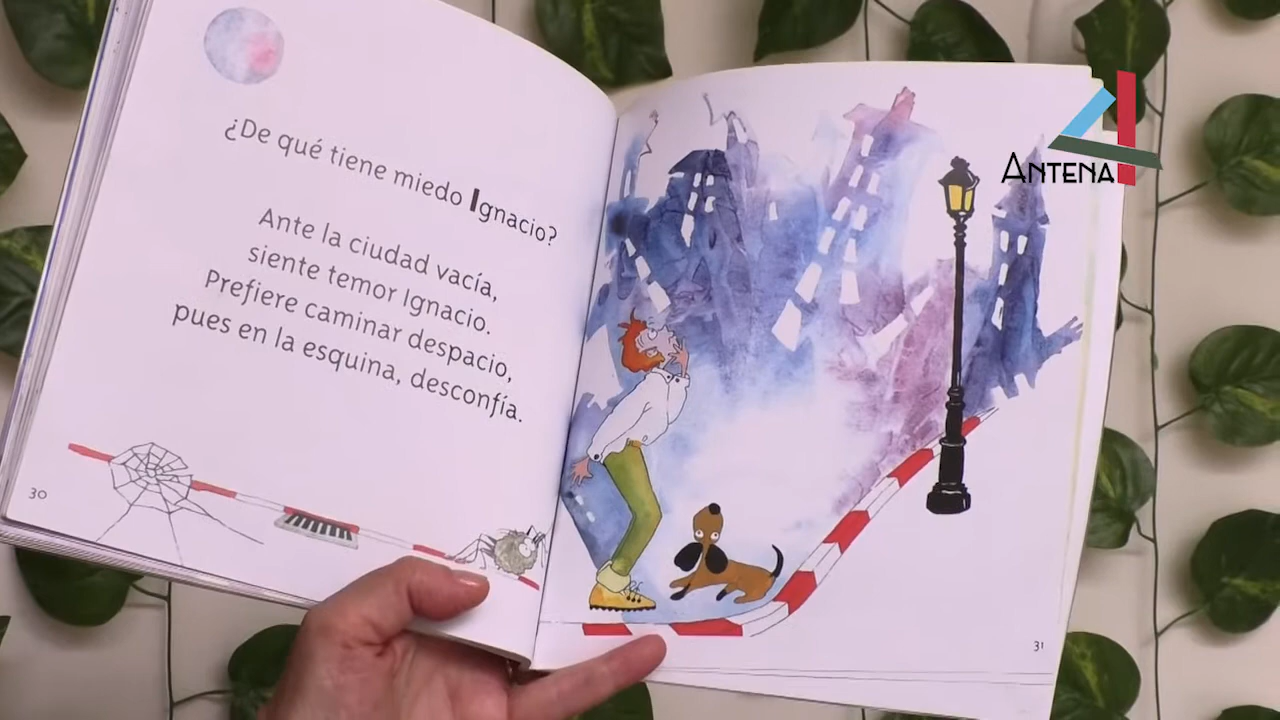 ¿De qué tiene miedo Ignacio?
Ante la ciudad vacía,
siente temor Ignacio.
Prefiere caminar despacio,
pues en la esquina, desconfía.
30
31
ANTENA